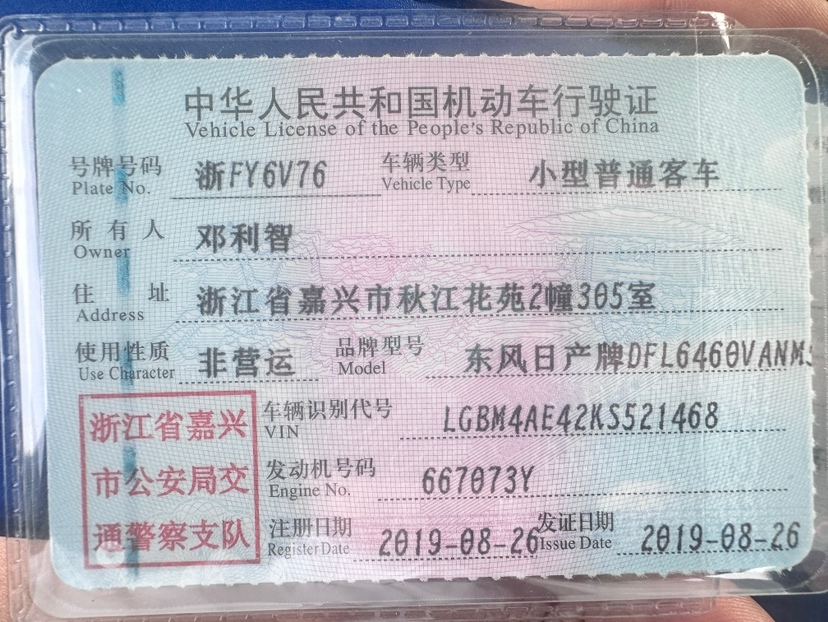 中华人民共和国机动车行驶证
Vehicle License of the People's Republic of China
号牌号码 浙FY6V76 车辆类型 小型普通客车
Plate No. Vehicle Type
所有人 邓利智
Owner
住址 浙江省嘉兴市秋江花苑2幢305室
Address
使用性质 非营运 品牌型号 东风日产牌DFL6460VANM
Use Character Model
浙江省嘉兴 车辆识别代号 LGBM4AE42KS521468
VIN
市公安局交 发动机号码 667073Y
Engine No.
通警察支队 注册日期 2019-08-26 发证日期 2019-08-26
Register Date Issue Date